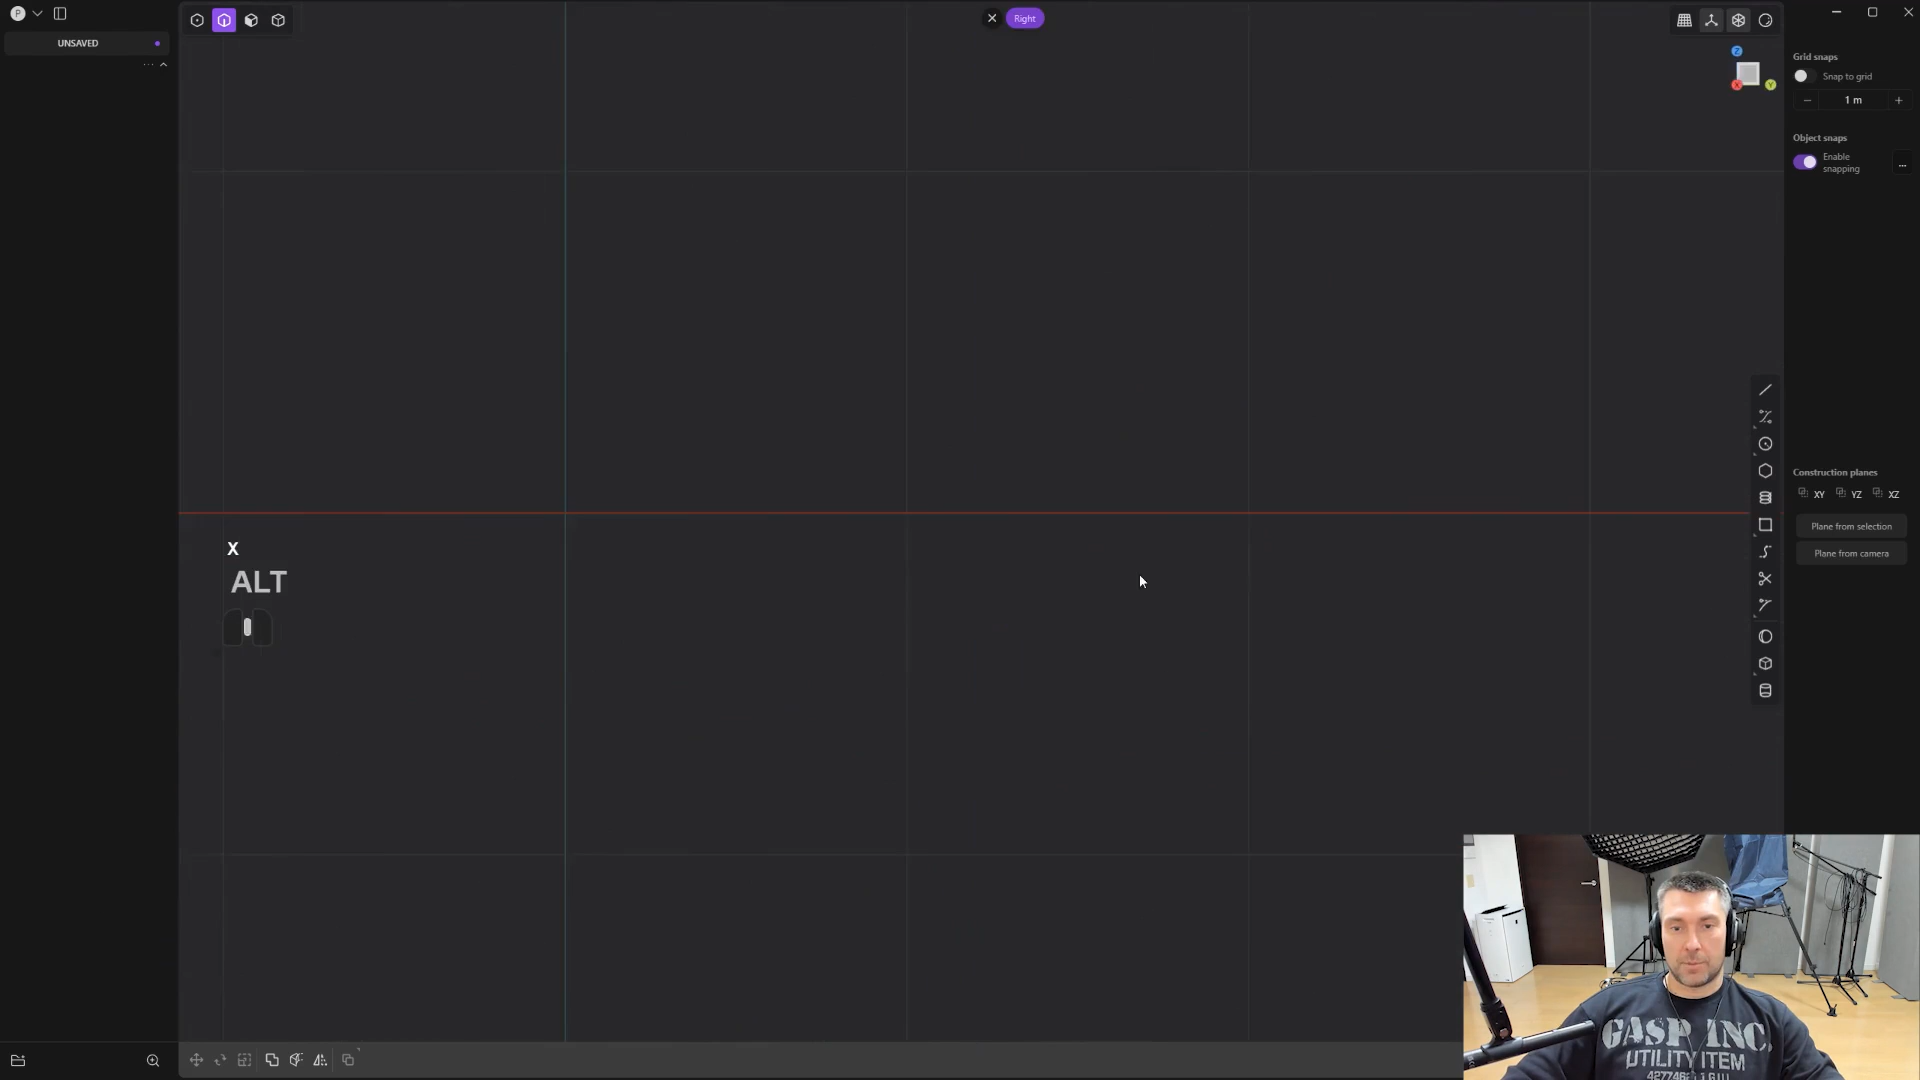 P
UNSAVED
Right
Z
X
Y
Grid snaps
Snap to grid
1 m
Object snaps
Enable
snapping
Construction planes
XY
YZ
XZ
Plane from selection
Plane from camera
X
ALT
GASP INC.
UTILITY ITEM